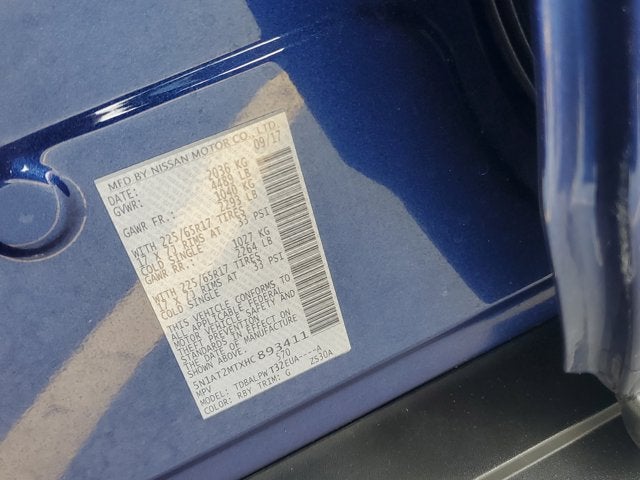 MFD BY NISSAN MOTOR CO., LTD.
DATE: 09/17
GVWR: 2036 KG
4489 LB
GAWR FR.: 1040 KG
2293 LB
WITH 225/65R17 TIRES
17 X 7J RIMS AT 33 PSI
COLD SINGLE
GAWR RR.: 1027 KG
2264 LB
WITH 225/65R17 TIRES
17 X 7J RIMS AT 33 PSI
COLD SINGLE
THIS VEHICLE CONFORMS TO
ALL APPLICABLE FEDERAL
MOTOR VEHICLE SAFETY AND
THEFT PREVENTION
STANDARDS IN EFFECT ON
THE DATE OF MANUFACTURE
SHOWN ABOVE.
5N1AT2MTXHC893411
MPV 570
MODEL: TDBALPWT32EUA----A
COLOR: RBY TRIM: G ZS30A